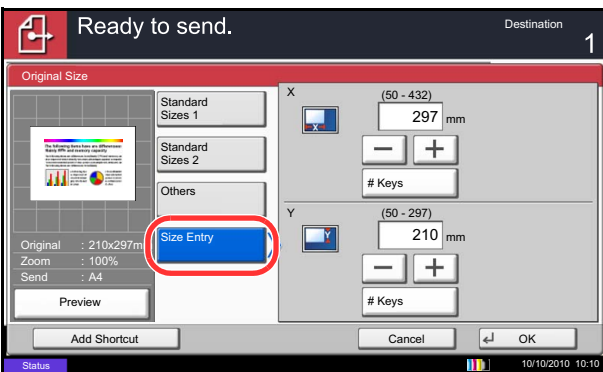 Ready to send.
Destination
1
Original Size
Standard
Sizes 1
Standard
Sizes 2
Others
Size Entry
Original : 210x297m
Zoom : 100%
Send : A4
Preview
X
(50 - 432)
297 mm
X
# Keys
Y
(50 - 297)
210 mm
Y
# Keys
Add Shortcut
Cancel
OK
Status
10/10/2010 10:10